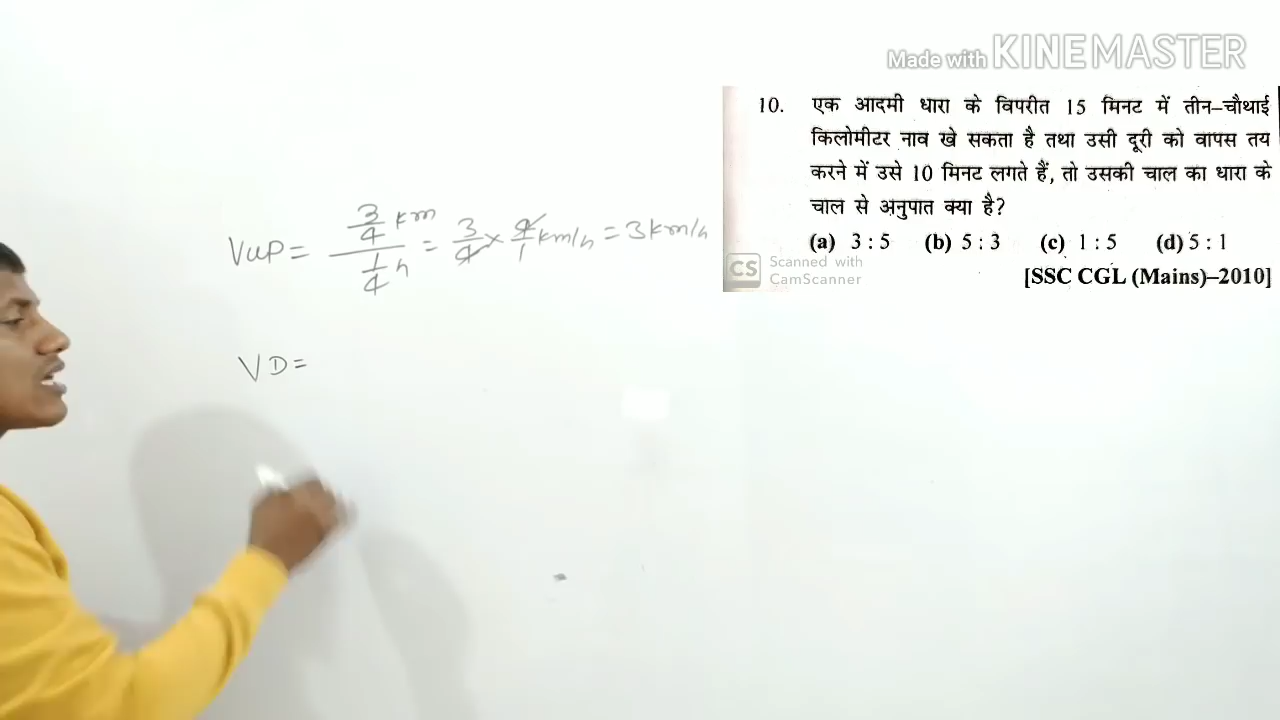 Made with KINEMASTER
10. एक आदमी धारा के विपरीत 15 मिनट में तीन–चौथाई
किलोमीटर नाव खे सकता है तथा उसी दूरी को वापस तय
करने में उसे 10 मिनट लगते हैं, तो उसकी चाल का धारा के
चाल से अनुपात क्या है?
(a) 3 : 5 (b) 5 : 3 (c) 1 : 5 (d) 5 : 1
[SSC CGL (Mains)–2010]
CS Scanned with
CamScanner
Vup = 3/4 km / 1/4 h = 3/4 × 4/1 km/h = 3 km/h
VD =